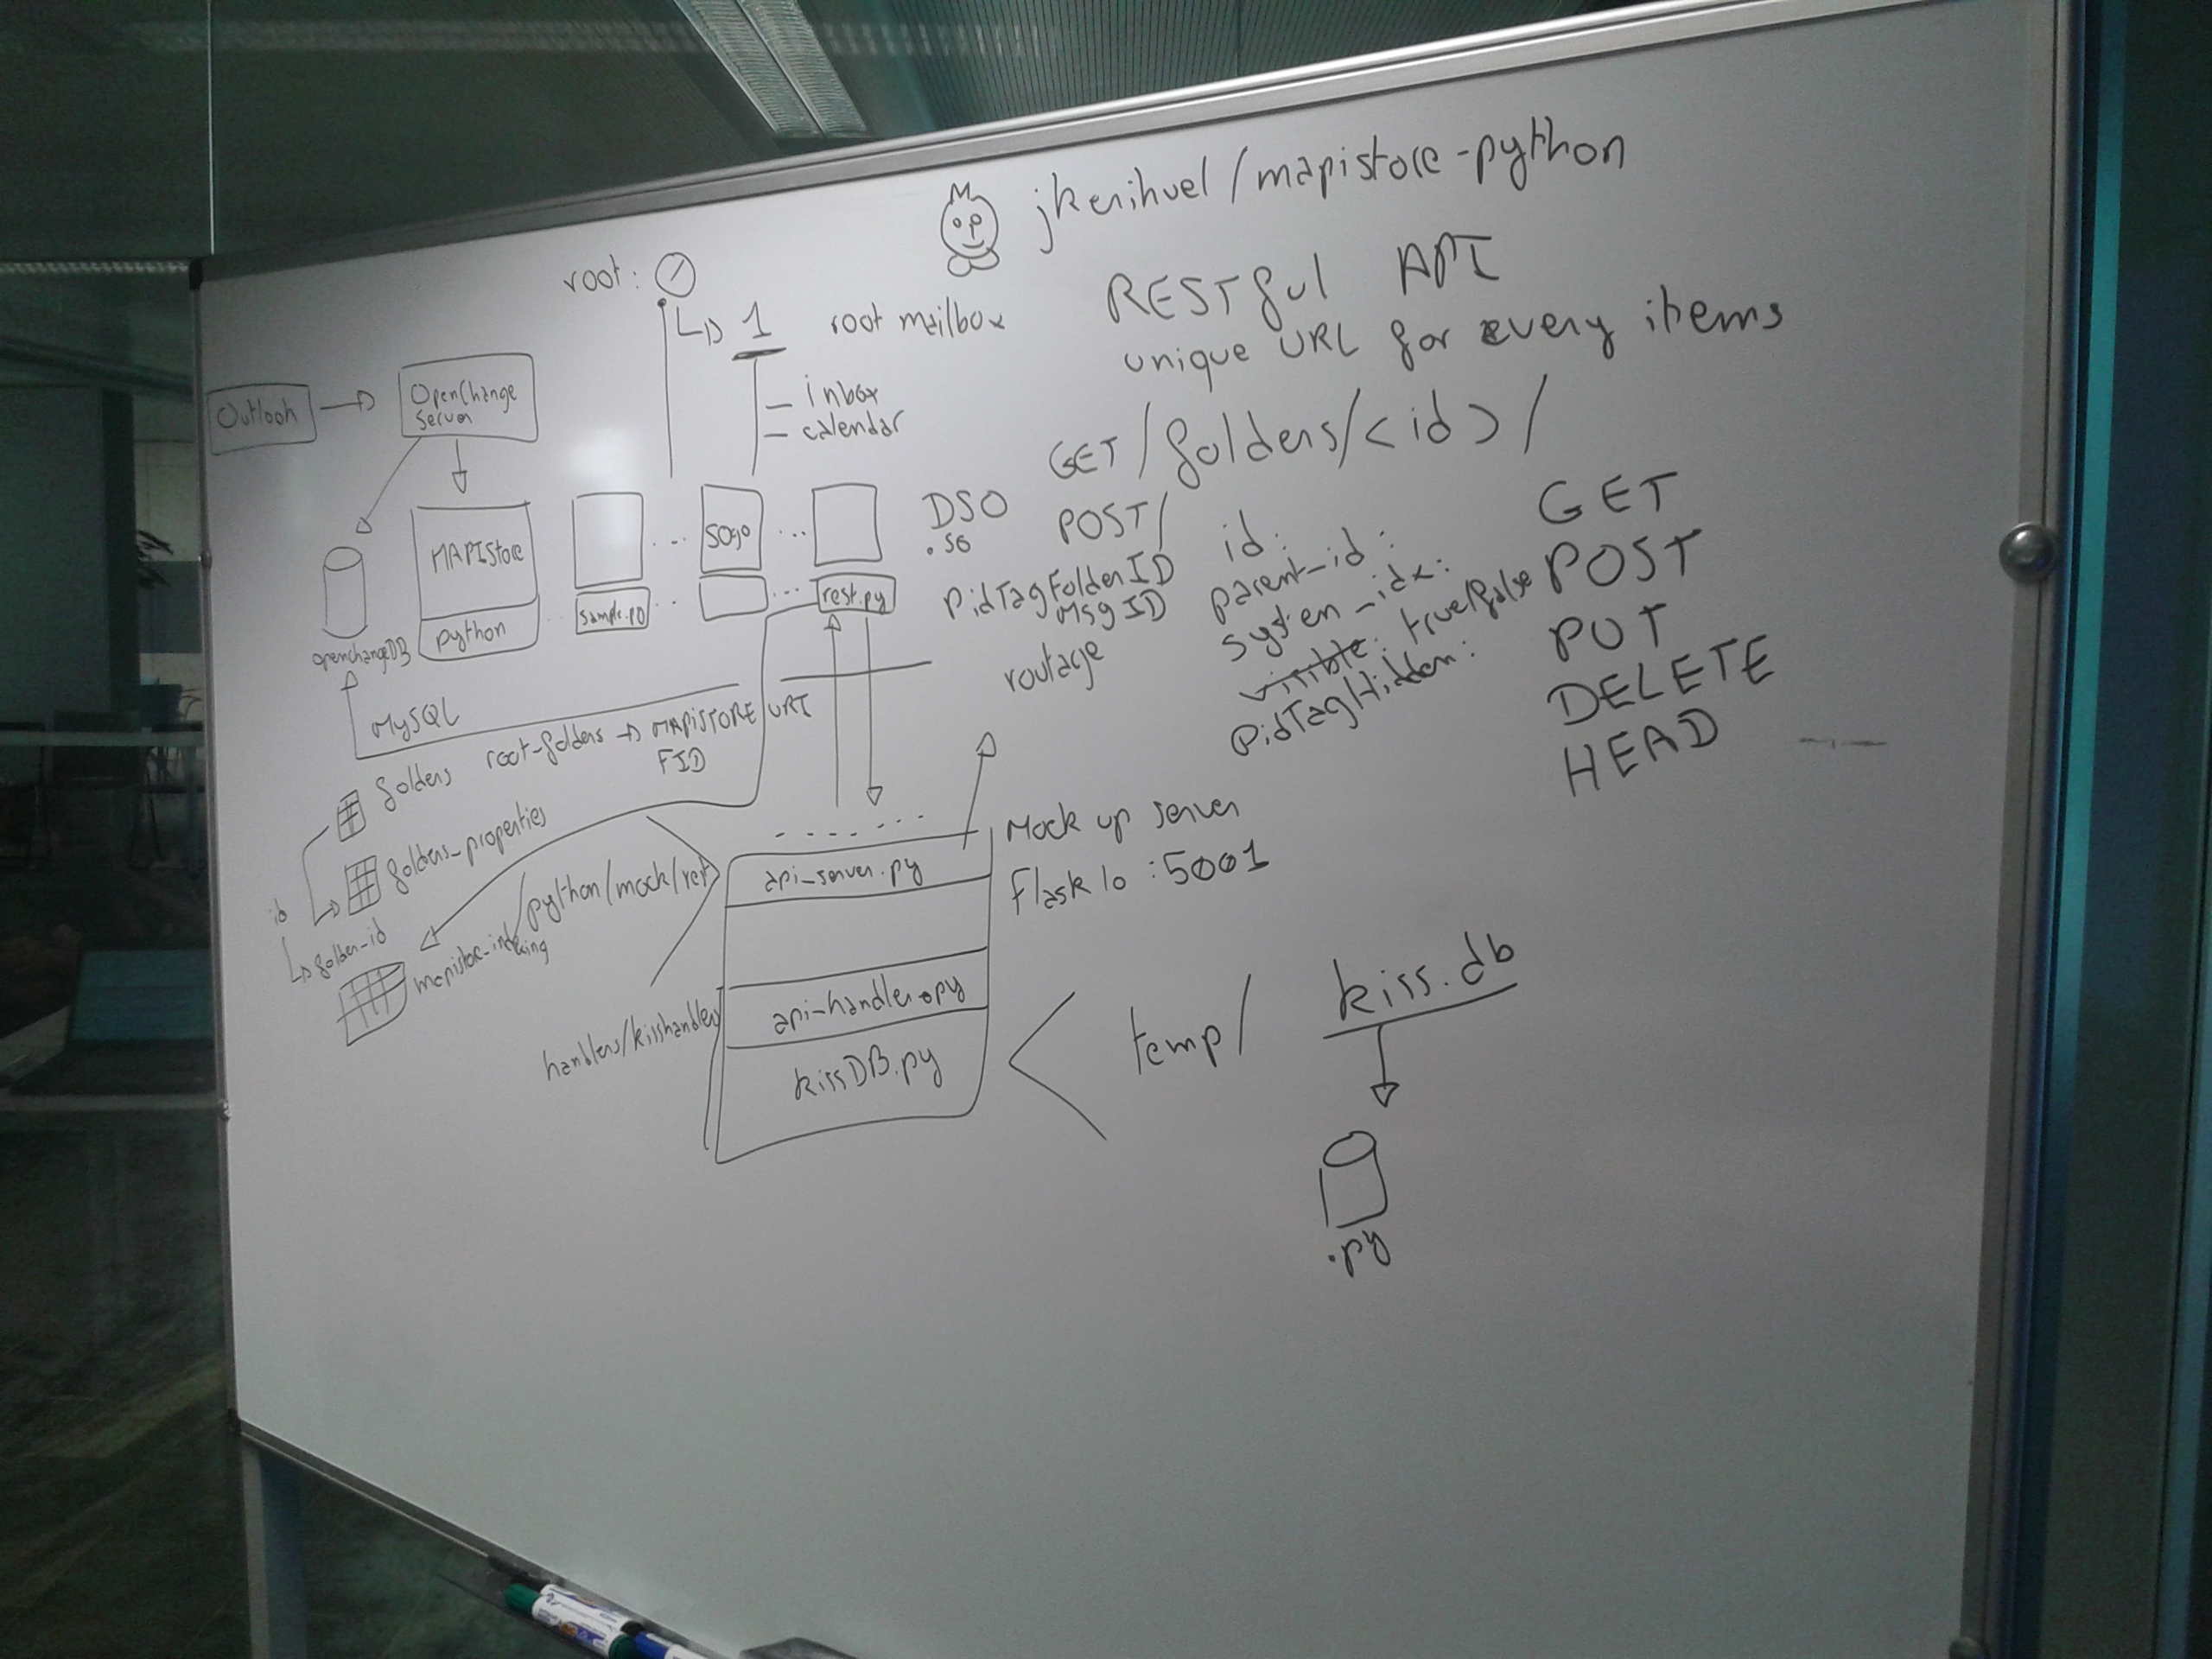 jkerihuel/mapistore-python
root: 0
1 root mailbox
- inbox
- calendar
RESTful API
unique URL for every items
Outlook
OpenChange
Server
GET /folders/<id>/
POST/
DSO
.so
MAPIStore
python
SOGo
sample.py
rest.py
openchangeDB
PidTagFolderID
MsgID
routage
id:
parent-id:
system-idx:
visible: true/false
PidTagHidden:
GET
POST
PUT
DELETE
HEAD
MySQL
root-folders → MAPISTORE URI
FID
folders
folders_properties
id
folder-id
mapistore_indexing
/python/mock/rest
handlers/kisshandlers
api_server.py
api-handler.py
kissDB.py
Mock up server
Flask lo :5001
temp/
kiss.db
.py